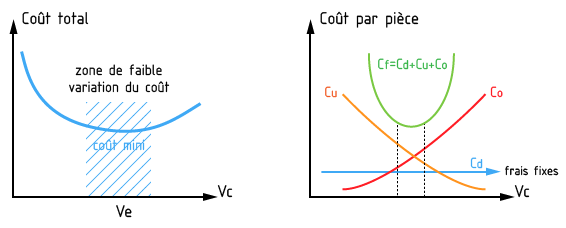 Coût total
zone de faible
variation du coût
coût mini
Vc
Ve
Coût par pièce
Cf=Cd+Cu+Co
Cu
Co
Cd
frais fixes
Vc